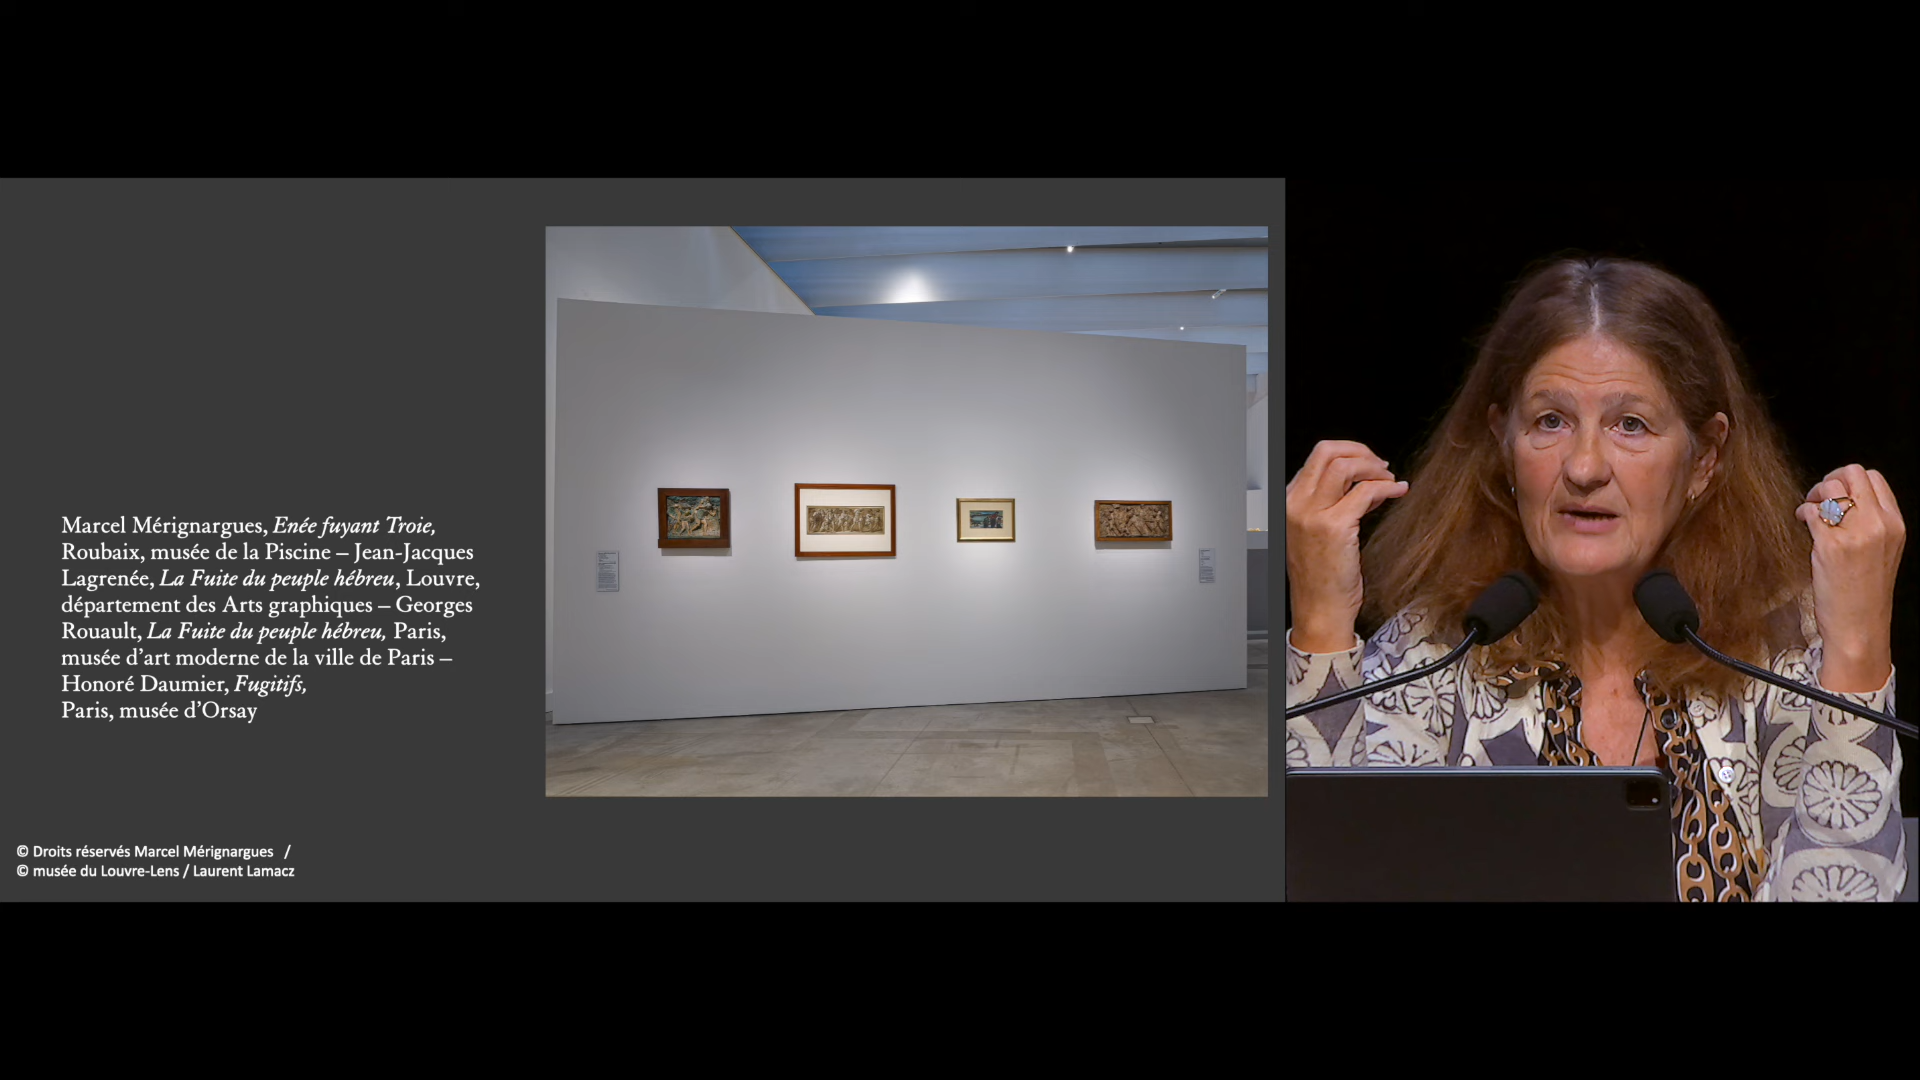 Marcel Mérignargues, Enée fuyant Troie,
Roubaix, musée de la Piscine – Jean-Jacques
Lagrenée, La Fuite du peuple hébreu, Louvre,
département des Arts graphiques – Georges
Rouault, La Fuite du peuple hébreu, Paris,
musée d’art moderne de la ville de Paris –
Honoré Daumier, Fugitifs,
Paris, musée d’Orsay
© Droits réservés Marcel Mérignargues /
© musée du Louvre-Lens / Laurent Lamacz